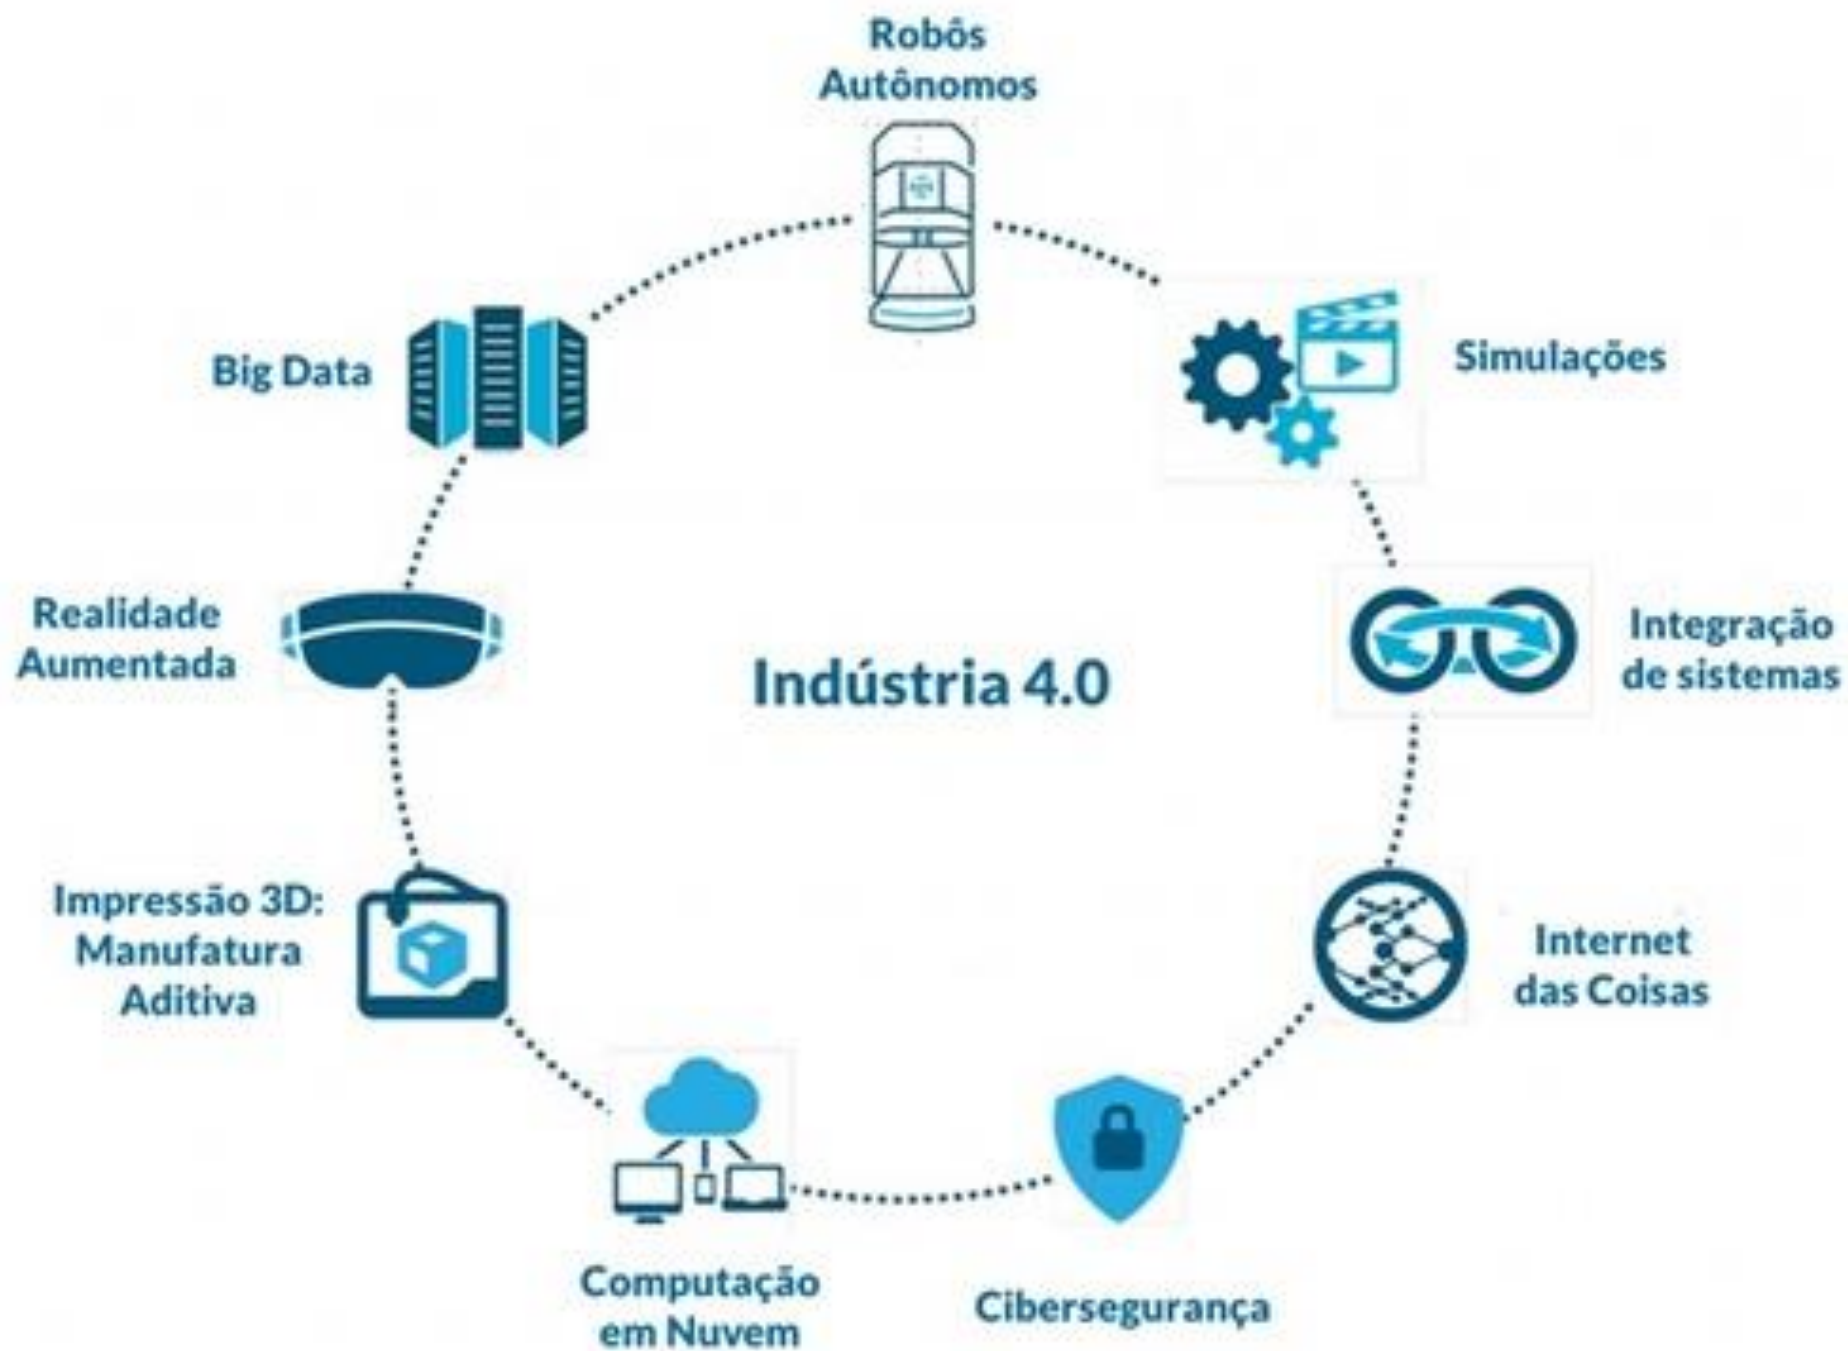 Robôs
Autônomos
Big Data
Simulações
Realidade
Aumentada
Indústria 4.0
Integração
de sistemas
Impressão 3D:
Manufatura
Aditiva
Internet
das Coisas
Computação
em Nuvem
Cibersegurança